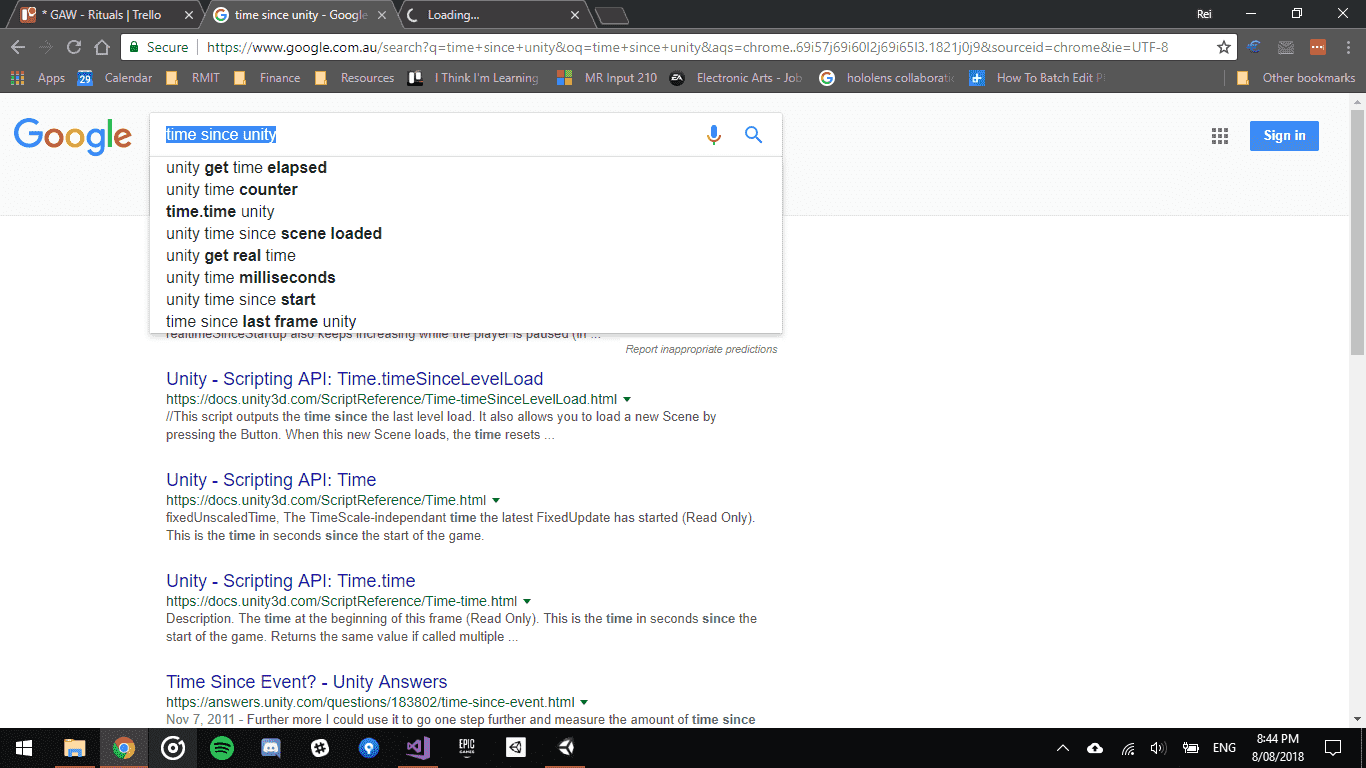 * GAW - Rituals | Trello
time since unity - Google
Loading...
Rei
Secure
https://www.google.com.au/search?q=time+since+unity&oq=time+since+unity&aqs=chrome..69i57j69i60l2j69i65l3.1821j0j9&sourceid=chrome&ie=UTF-8
Apps
29
Calendar
RMIT
Finance
Resources
I Think I'm Learning
MR Input 210
EA
Electronic Arts - Job
hololens collaboratio
How To Batch Edit P
Other bookmarks
Google
time since unity
Sign in
unity get time elapsed
unity time counter
time.time unity
unity time since scene loaded
unity get real time
unity time milliseconds
unity time since start
time since last frame unity
realtimeSinceStartup also keeps increasing while the player is paused (in ...
Report inappropriate predictions
Unity - Scripting API: Time.timeSinceLevelLoad
https://docs.unity3d.com/ScriptReference/Time-timeSinceLevelLoad.html
//This script outputs the time since the last level load. It also allows you to load a new Scene by
pressing the Button. When this new Scene loads, the time resets ...
Unity - Scripting API: Time
https://docs.unity3d.com/ScriptReference/Time.html
fixedUnscaledTime, The TimeScale-independant time the latest FixedUpdate has started (Read Only).
This is the time in seconds since the start of the game.
Unity - Scripting API: Time.time
https://docs.unity3d.com/ScriptReference/Time-time.html
Description. The time at the beginning of this frame (Read Only). This is the time in seconds since the
start of the game. Returns the same value if called multiple ...
Time Since Event? - Unity Answers
https://answers.unity.com/questions/183802/time-since-event.html
Nov 7, 2011 - Further more I could use it to go one step further and measure the amount of time since
EPIC
GAMES
ENG
8:44 PM
8/08/2018